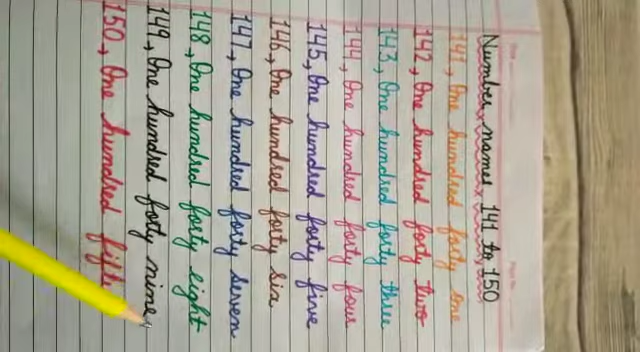 Number names 141 to 150
141, One hundred forty one
142, One hundred forty two
143, One hundred forty three
144, One hundred forty four
145, One hundred forty five
146, One hundred forty six
147, One hundred forty seven
148, One hundred forty eight
149, One hundred forty nine
150, One hundred